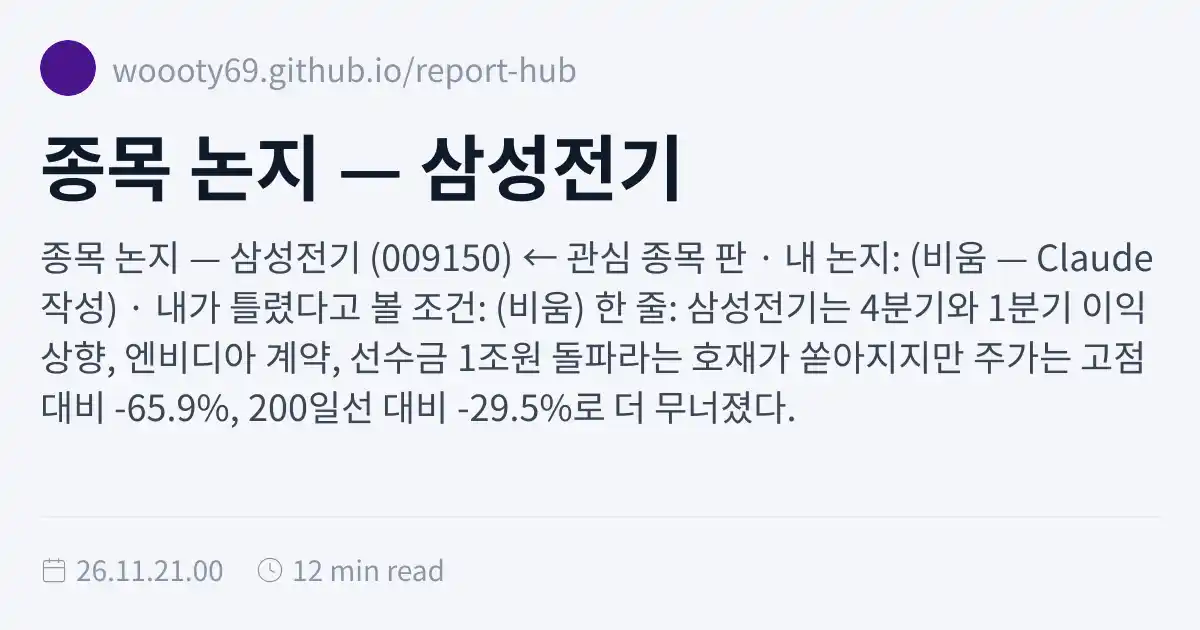 woooty69.github.io/report-hub
종목 논지 — 삼성전기
종목 논지 — 삼성전기 (009150) ← 관심 종목 판 · 내 논지: (비움 — Claude
작성) · 내가 틀렸다고 볼 조건: (비움) 한 줄: 삼성전기는 4분기와 1분기 이익
상향, 엔비디아 계약, 선수금 1조원 돌파라는 호재가 쏟아지지만 주가는 고점
대비 -65.9%, 200일선 대비 -29.5%로 더 무너졌다.
26.11.21.00
12 min read